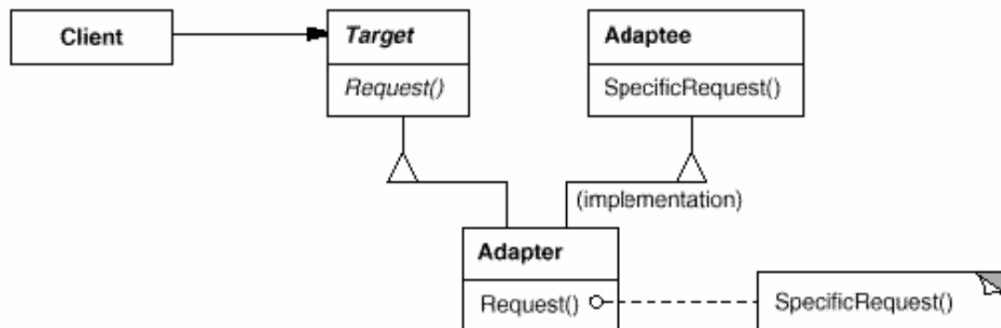 Client
Target
Request()
Adaptee
SpecificRequest()
(implementation)
Adapter
Request()
SpecificRequest()